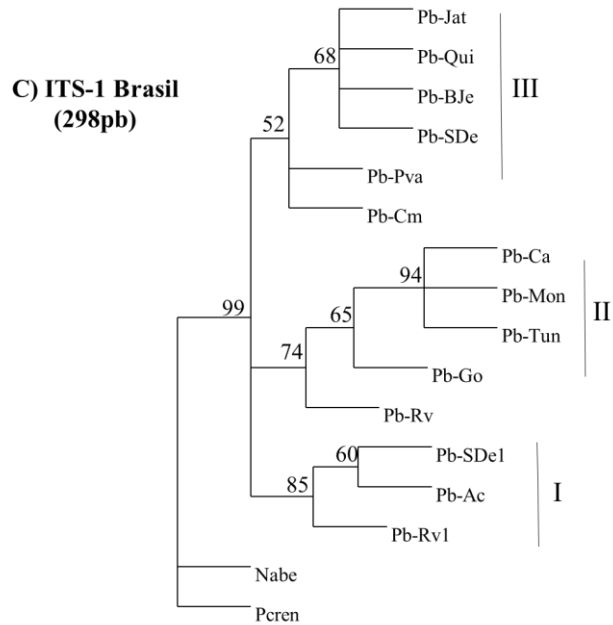 C) ITS-1 Brasil
(298pb)
Pb-Jat
68
Pb-Qui
Pb-BJe
III
52
Pb-SDe
Pb-Pva
Pb-Cm
Pb-Ca
94
Pb-Mon
II
99
65
Pb-Tun
74
Pb-Go
Pb-Rv
60
Pb-SDe1
85
Pb-Ac
I
Pb-Rv1
Nabe
Pcren